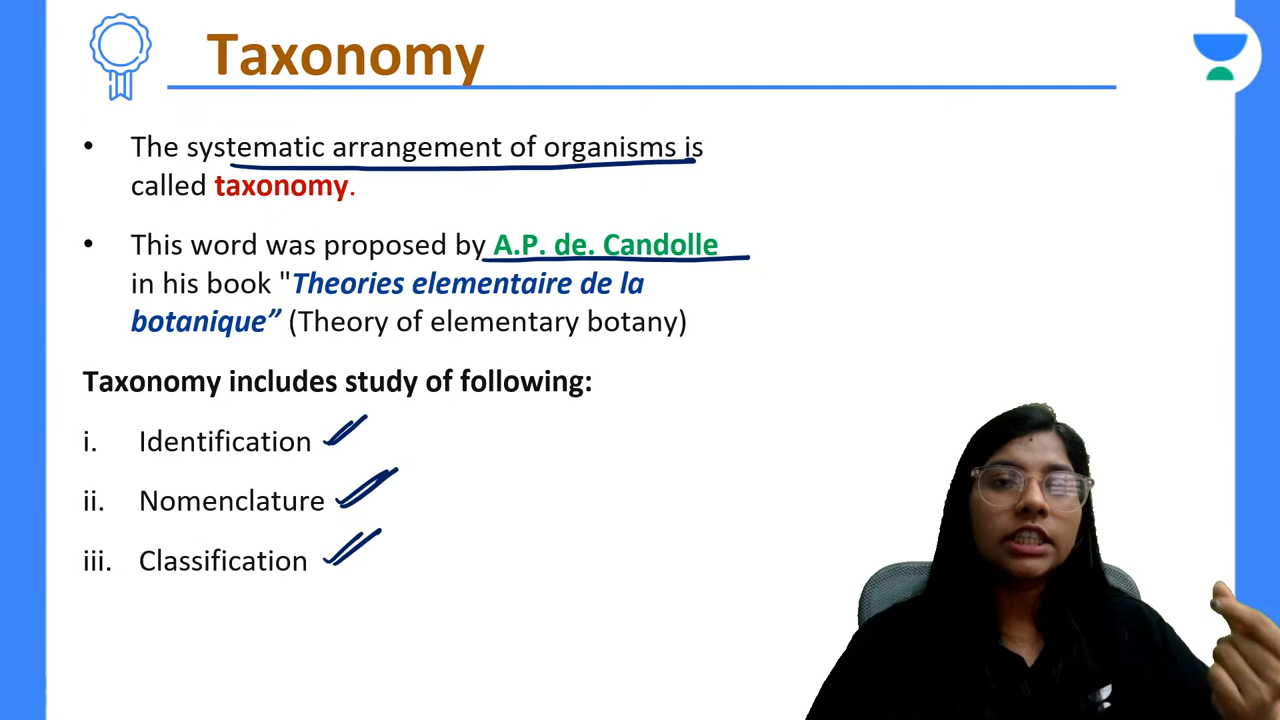 Taxonomy
• The systematic arrangement of organisms is
called taxonomy.
• This word was proposed by A.P. de. Candolle
in his book "Theories elementaire de la
botanique” (Theory of elementary botany)
Taxonomy includes study of following:
i. Identification
ii. Nomenclature
iii. Classification